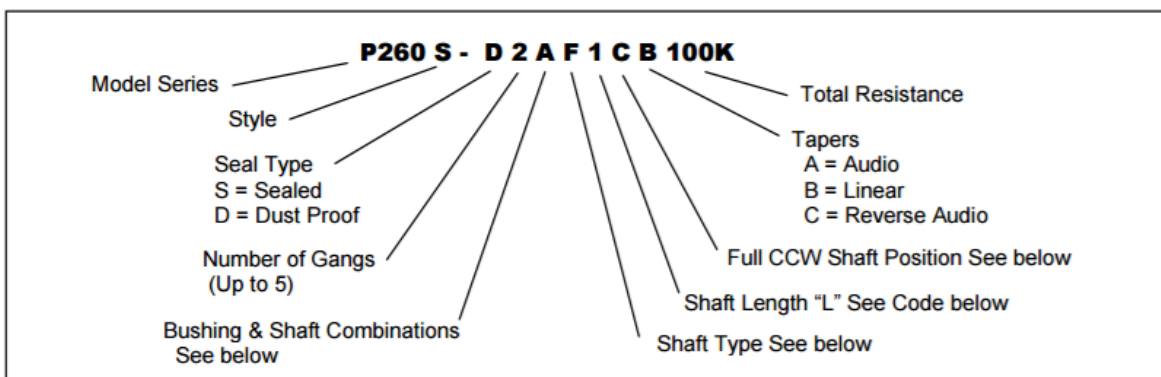 P260 S - D 2 A F 1 C B 100K
Model Series
Total Resistance
Style
Tapers
A = Audio
B = Linear
C = Reverse Audio
Seal Type
S = Sealed
D = Dust Proof
Number of Gangs
(Up to 5)
Full CCW Shaft Position See below
Shaft Length “L” See Code below
Bushing & Shaft Combinations
See below
Shaft Type See below